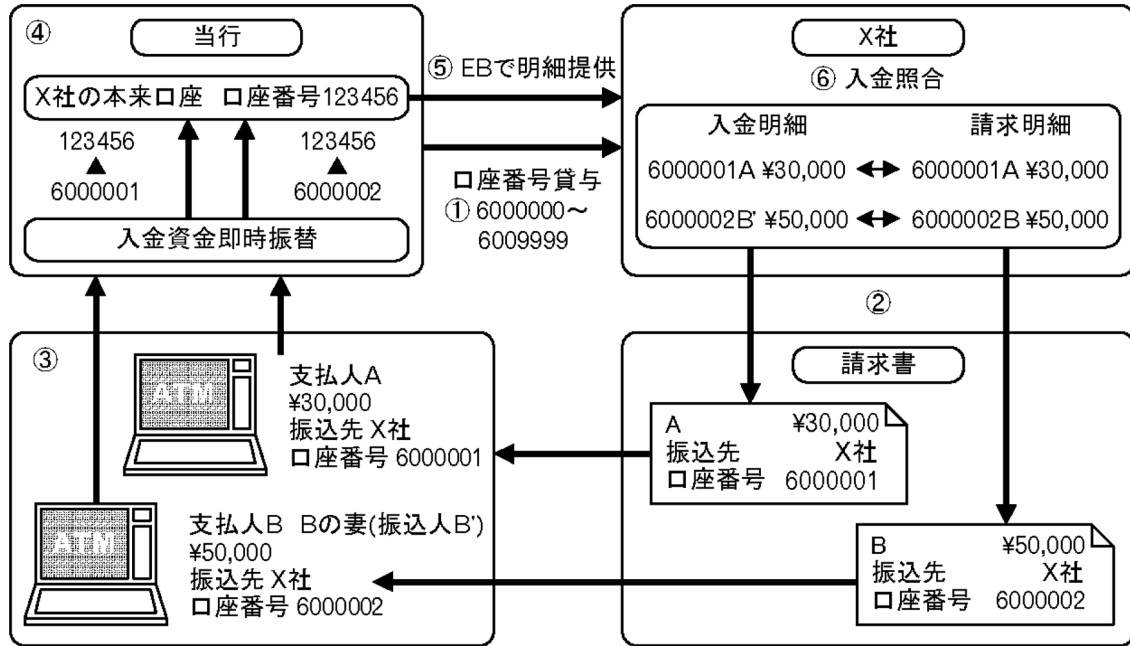 ④
当行
X社の本来口座 口座番号123456
123456
▲
6000001
123456
▲
6000002
入金資金即時振替
⑤ EBで明細提供
口座番号貸与
① 6000000～
6009999
X社
⑥ 入金照合
入金明細 請求明細
6000001A ¥30,000 ↔ 6000001A ¥30,000
6000002B' ¥50,000 ↔ 6000002B ¥50,000
②
③
ATM
支払人A
¥30,000
振込先 X社
口座番号 6000001
ATM
支払人B Bの妻(振込人B')
¥50,000
振込先 X社
口座番号 6000002
請求書
A ¥30,000
振込先 X社
口座番号 6000001
B ¥50,000
振込先 X社
口座番号 6000002